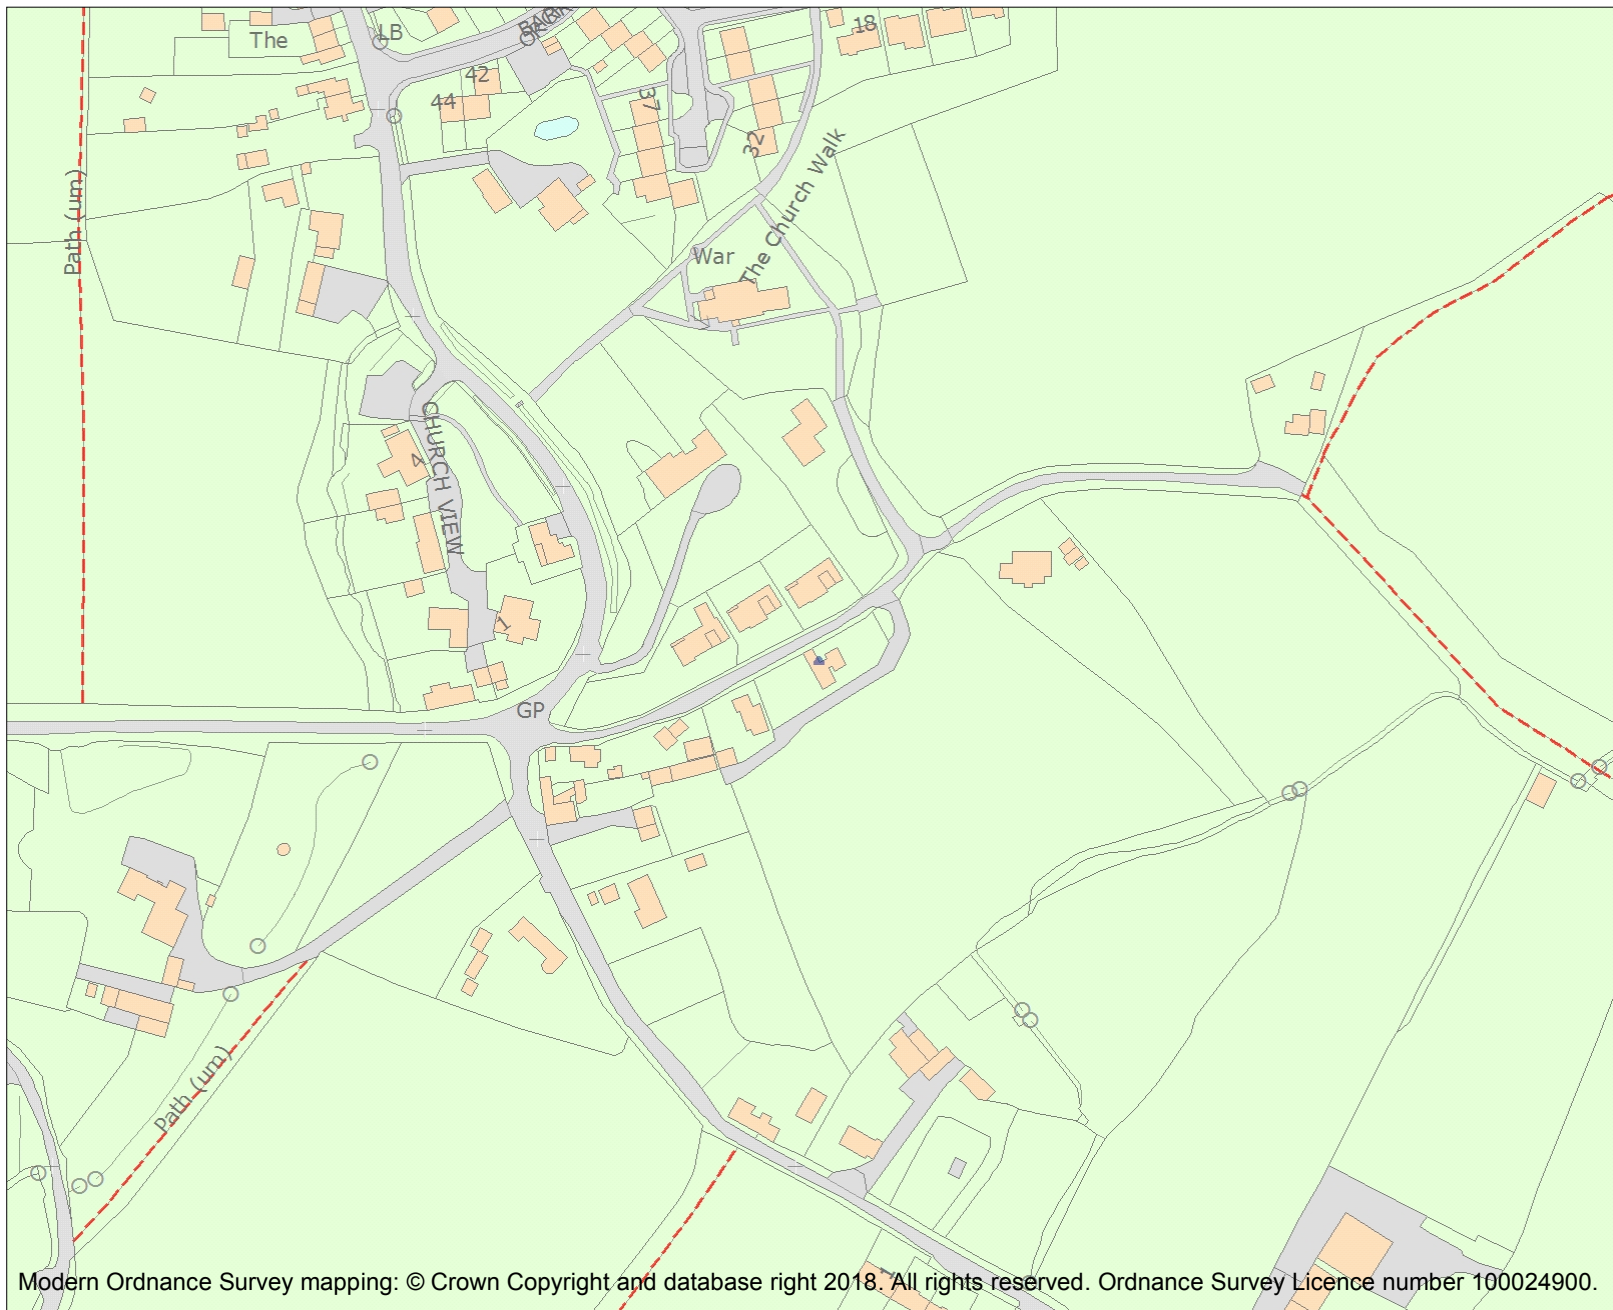 The
LB
18
42
44
37
32
The Church Walk
War
Path (um)
CHURCH VIEW
4
1
GP
Path (um)
1
Modern Ordnance Survey mapping: © Crown Copyright and database right 2018. All rights reserved. Ordnance Survey Licence number 100024900.